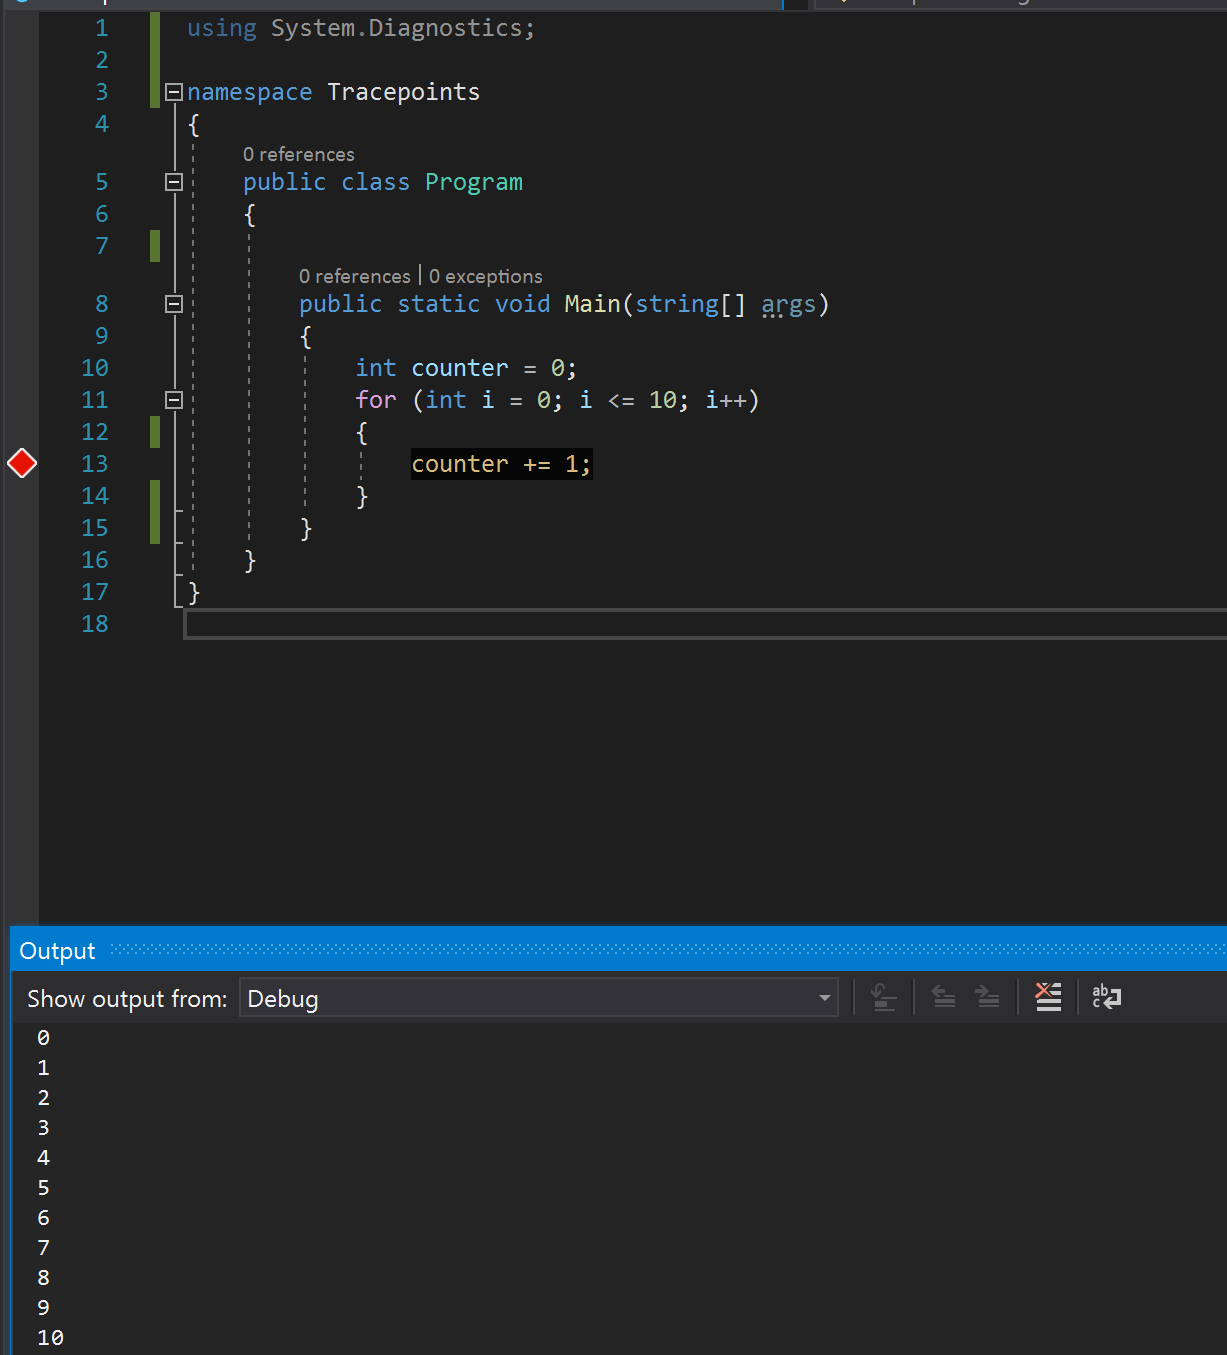 1 using System.Diagnostics;
2
3 namespace Tracepoints
4 {
0 references
5 public class Program
6 {
7
0 references | 0 exceptions
8 public static void Main(string[] args)
9 {
10 int counter = 0;
11 for (int i = 0; i <= 10; i++)
12 {
13 counter += 1;
14 }
15 }
16 }
17 }
18
Output
Show output from: Debug
0
1
2
3
4
5
6
7
8
9
10